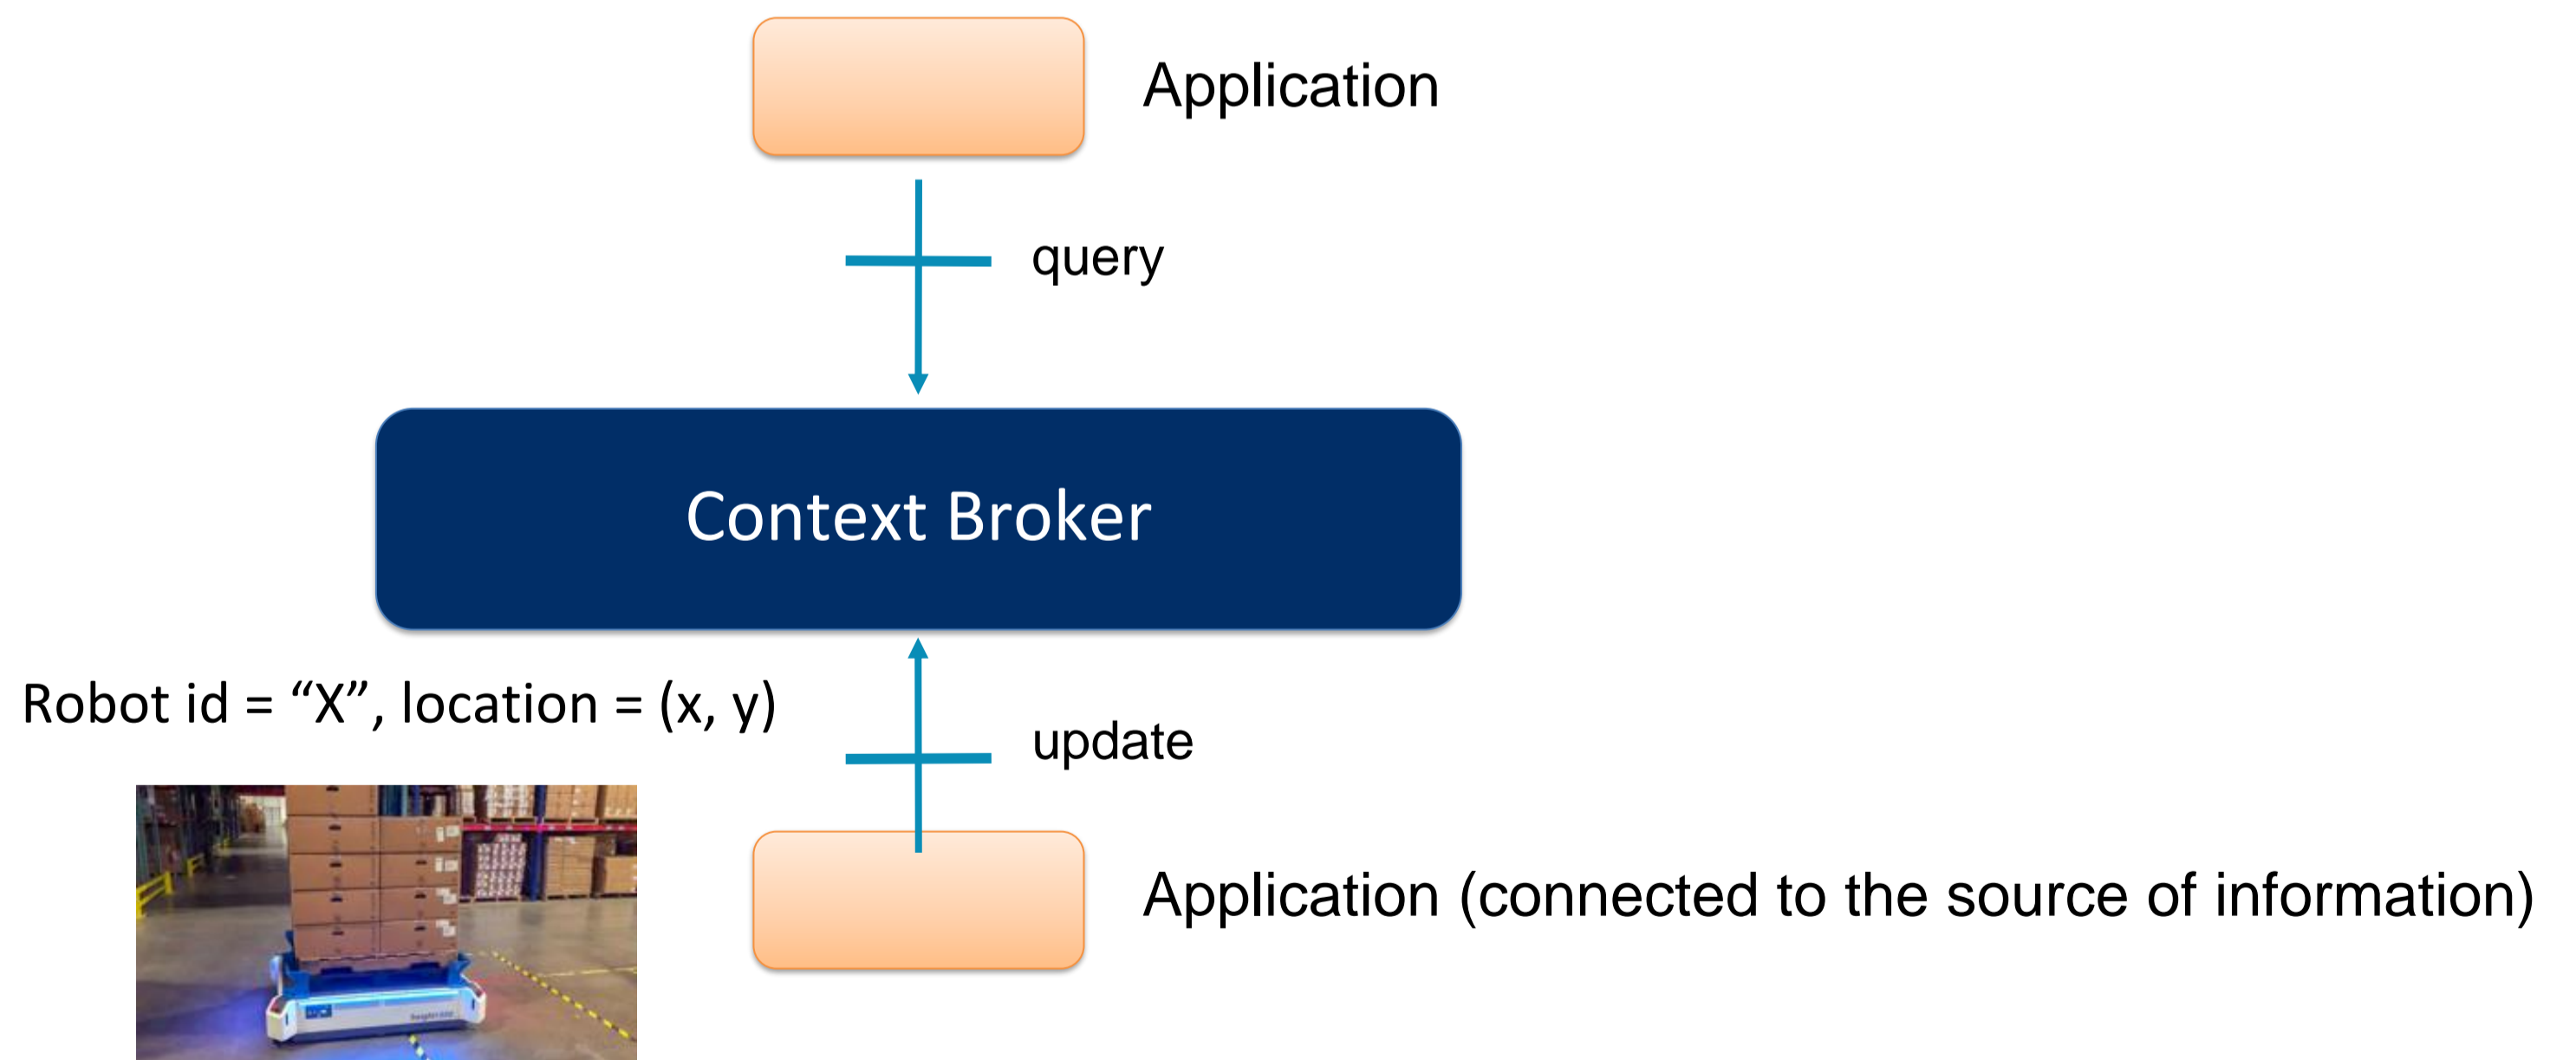 Application
query
Context Broker
Robot id = “X”, location = (x, y)
update
Application (connected to the source of information)